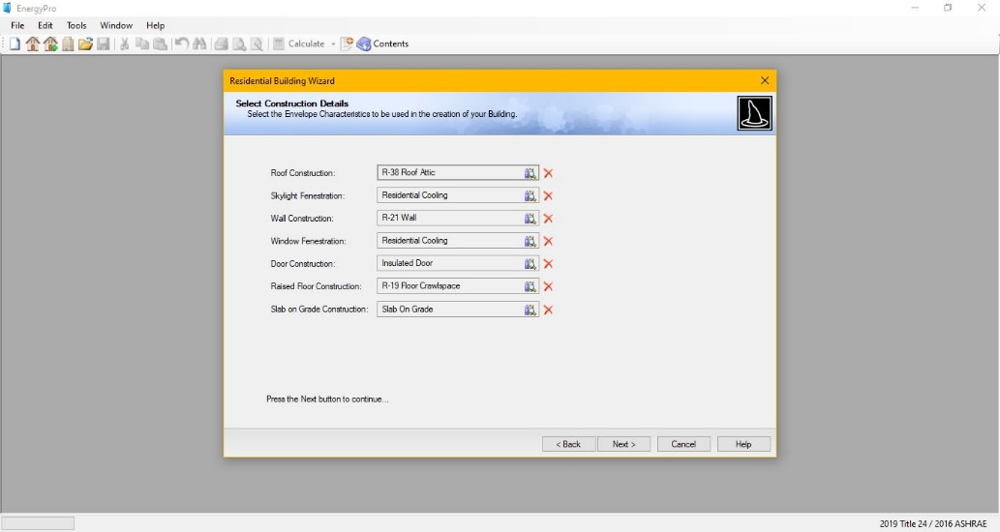 EnergyPro
File Edit Tools Window Help
Calculate Contents
Residential Building Wizard
Select Construction Details
Select the Envelope Characteristics to be used in the creation of your Building.
Roof Construction: R-38 Roof Attic
Skylight Fenestration: Residential Cooling
Wall Construction: R-21 Wall
Window Fenestration: Residential Cooling
Door Construction: Insulated Door
Raised Floor Construction: R-19 Floor Crawlspace
Slab on Grade Construction: Slab On Grade
Press the Next button to continue...
< Back Next > Cancel Help
2019 Title 24 / 2016 ASHRAE